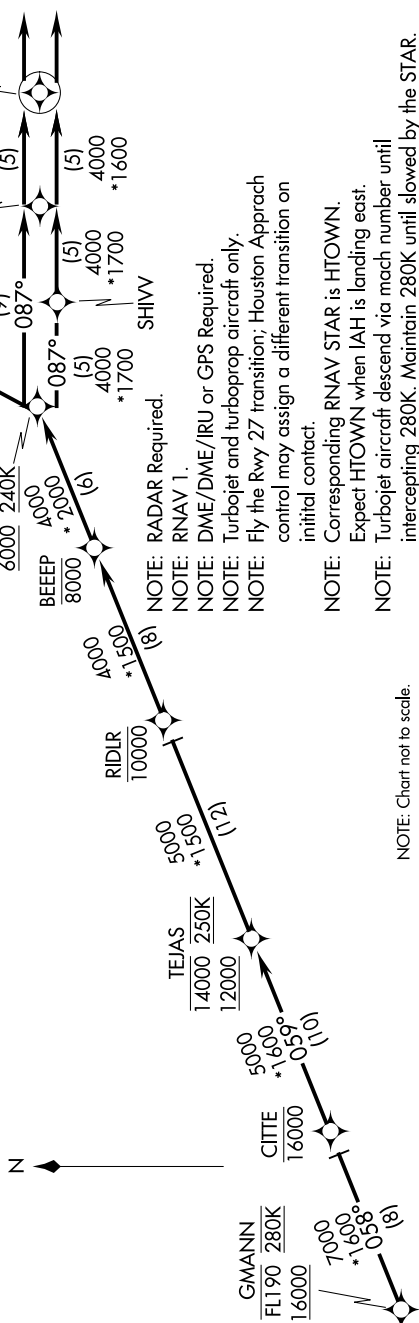 N
GMANN
FL190 280K
16000
7000
*1600
058°
(8)
CITTE
16000
5000
*1600
059°
(10)
TEJAS
14000 250K
12000
5000
*1500
(12)
RIDLR
10000
4000
*1500
(8)
BEEEP
8000
4000
*2000
(6)
6000 240K
087°
087°
(5)
4000
*1700
SHIVV
(5)
4000
*1700
(5)
(5)
4000
*1600
NOTE: RADAR Required.
NOTE: RNAV 1.
NOTE: DME/DME/IRU or GPS Required.
NOTE: Turbojet and turboprop aircraft only.
NOTE: Fly the Rwy 27 transition; Houston Apprach
control may assign a different transition on
initital contact.
NOTE: Corresponding RNAV STAR is HTOWN.
Expect HTOWN when IAH is landing east.
NOTE: Turbojet aircraft descend via mach number until
intercepting 280K. Maintain 280K until slowed by the STAR.
NOTE: Chart not to scale.